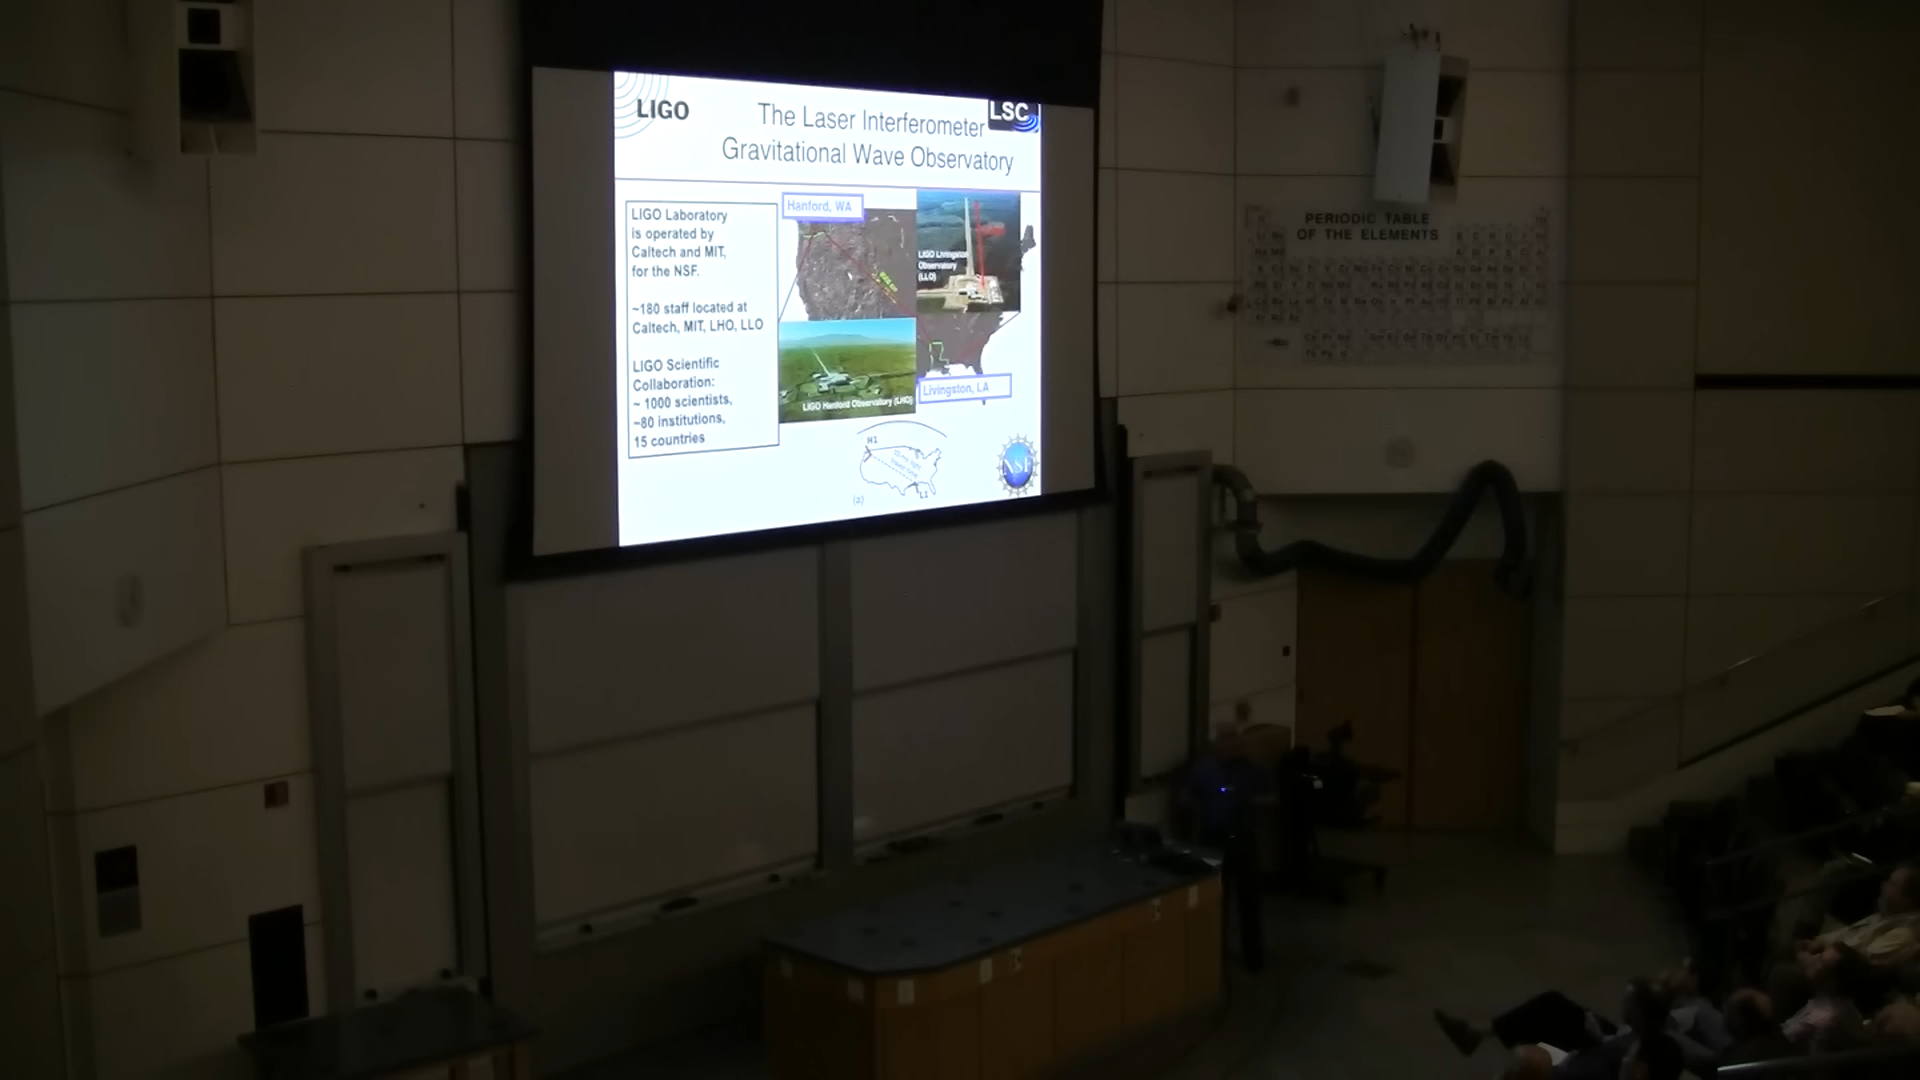 LIGO
LSC
The Laser Interferometer
Gravitational Wave Observatory
LIGO Laboratory
is operated by
Caltech and MIT,
for the NSF.
~180 staff located at
Caltech, MIT, LHO, LLO
LIGO Scientific
Collaboration:
~ 1000 scientists,
~80 institutions,
15 countries
Hanford, WA
LIGO Livingston
Observatory
(LLO)
LIGO Hanford Observatory (LHO)
Livingston, LA
H1
L1
(a)
NSF
PERIODIC TABLE
OF THE ELEMENTS